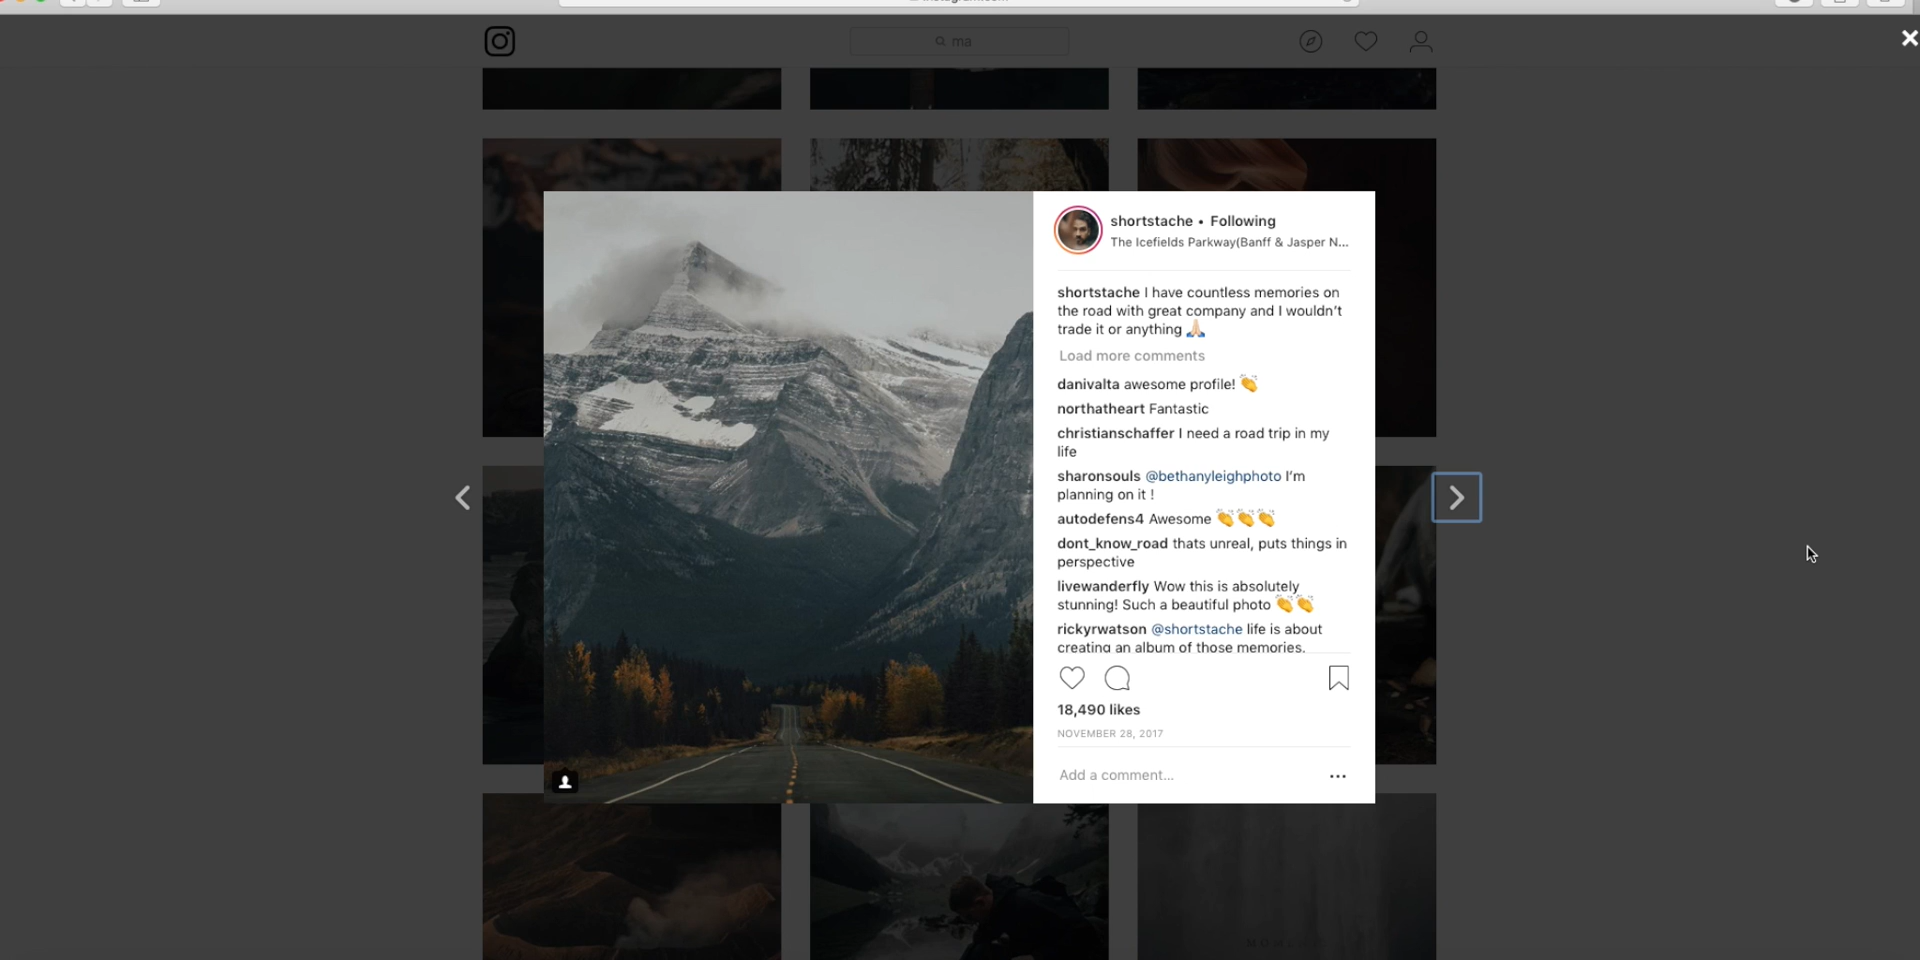 ma
shortstache • Following
The Icefields Parkway(Banff & Jasper N...
shortstache I have countless memories on
the road with great company and I wouldn't
trade it or anything 🙏🏼
Load more comments
danivalta awesome profile! 👏
northatheart Fantastic
christianschaffer I need a road trip in my
life
sharonsouls @bethanyleighphoto I'm
planning on it !
autodefens4 Awesome 👏👏👏
dont_know_road thats unreal, puts things in
perspective
livewanderfly Wow this is absolutely
stunning! Such a beautiful photo 👏👏
rickyrwatson @shortstache life is about
creating an album of those memories.
18,490 likes
NOVEMBER 28, 2017
Add a comment...